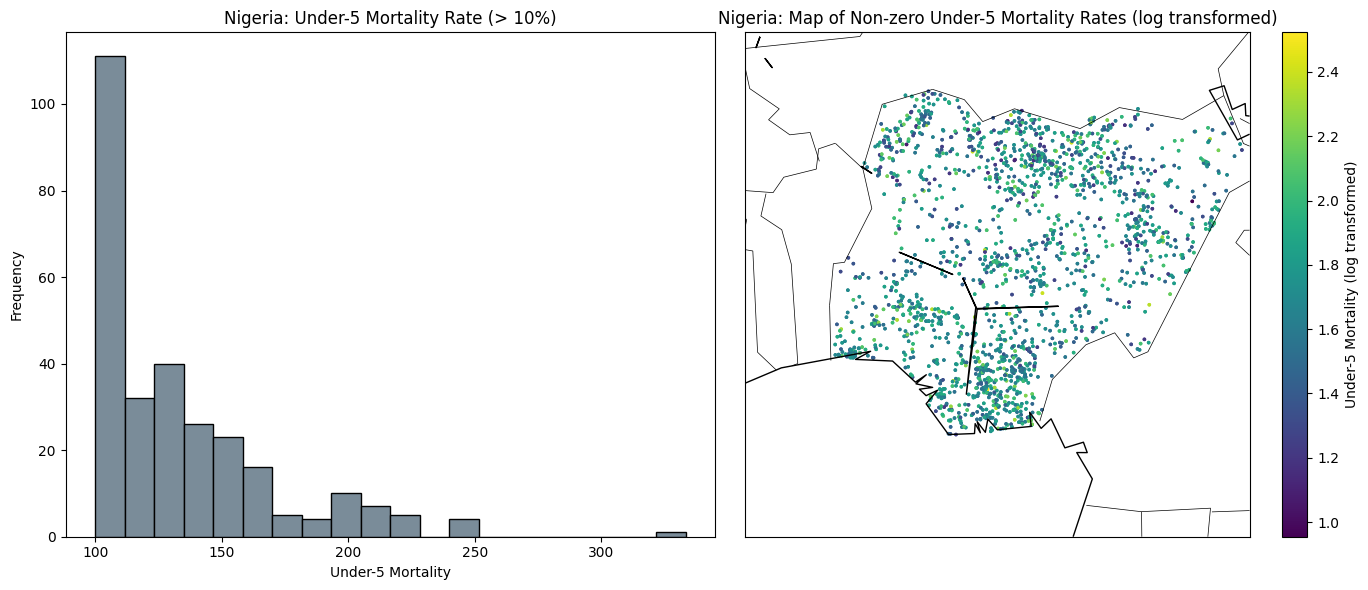 Nigeria: Under-5 Mortality Rate (> 10%)
100
80
60
40
20
0
Frequency
100 150 200 250 300
Under-5 Mortality
Nigeria: Map of Non-zero Under-5 Mortality Rates (log transformed)
2.4
2.2
2.0
1.8
1.6
1.4
1.2
1.0
Under-5 Mortality (log transformed)